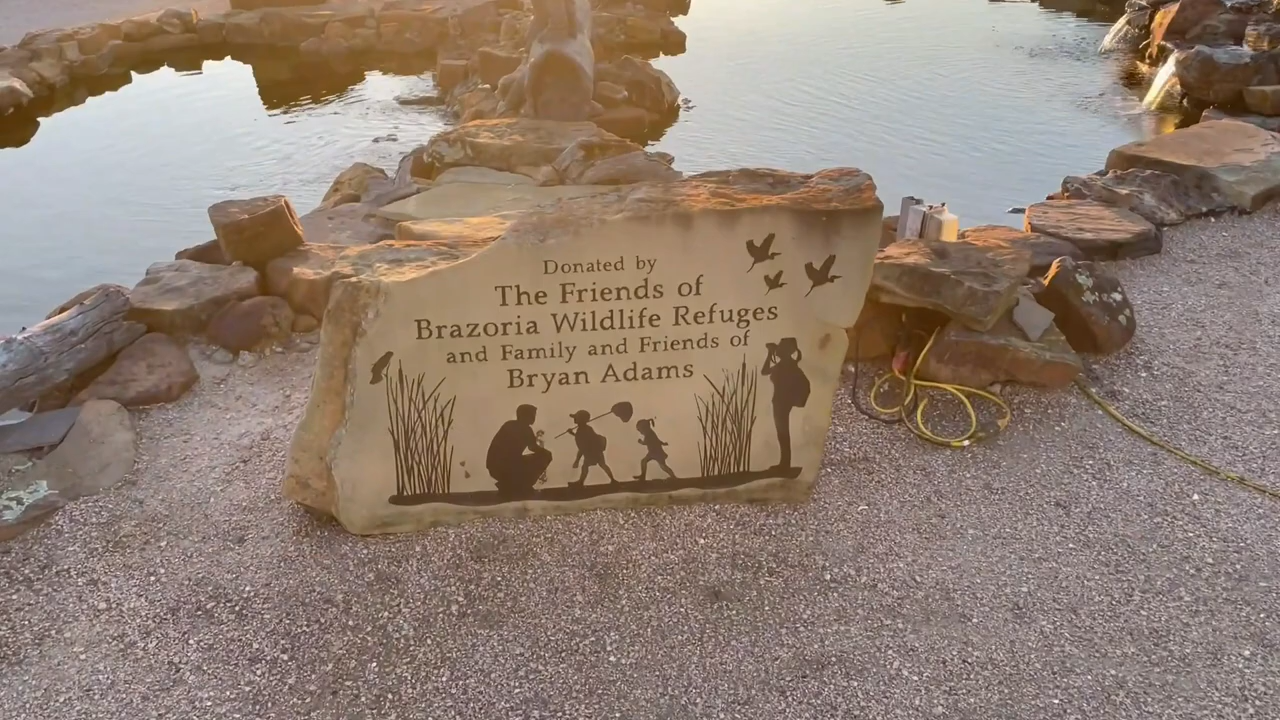 Donated by
The Friends of
Brazoria Wildlife Refuges
and Family and Friends of
Bryan Adams